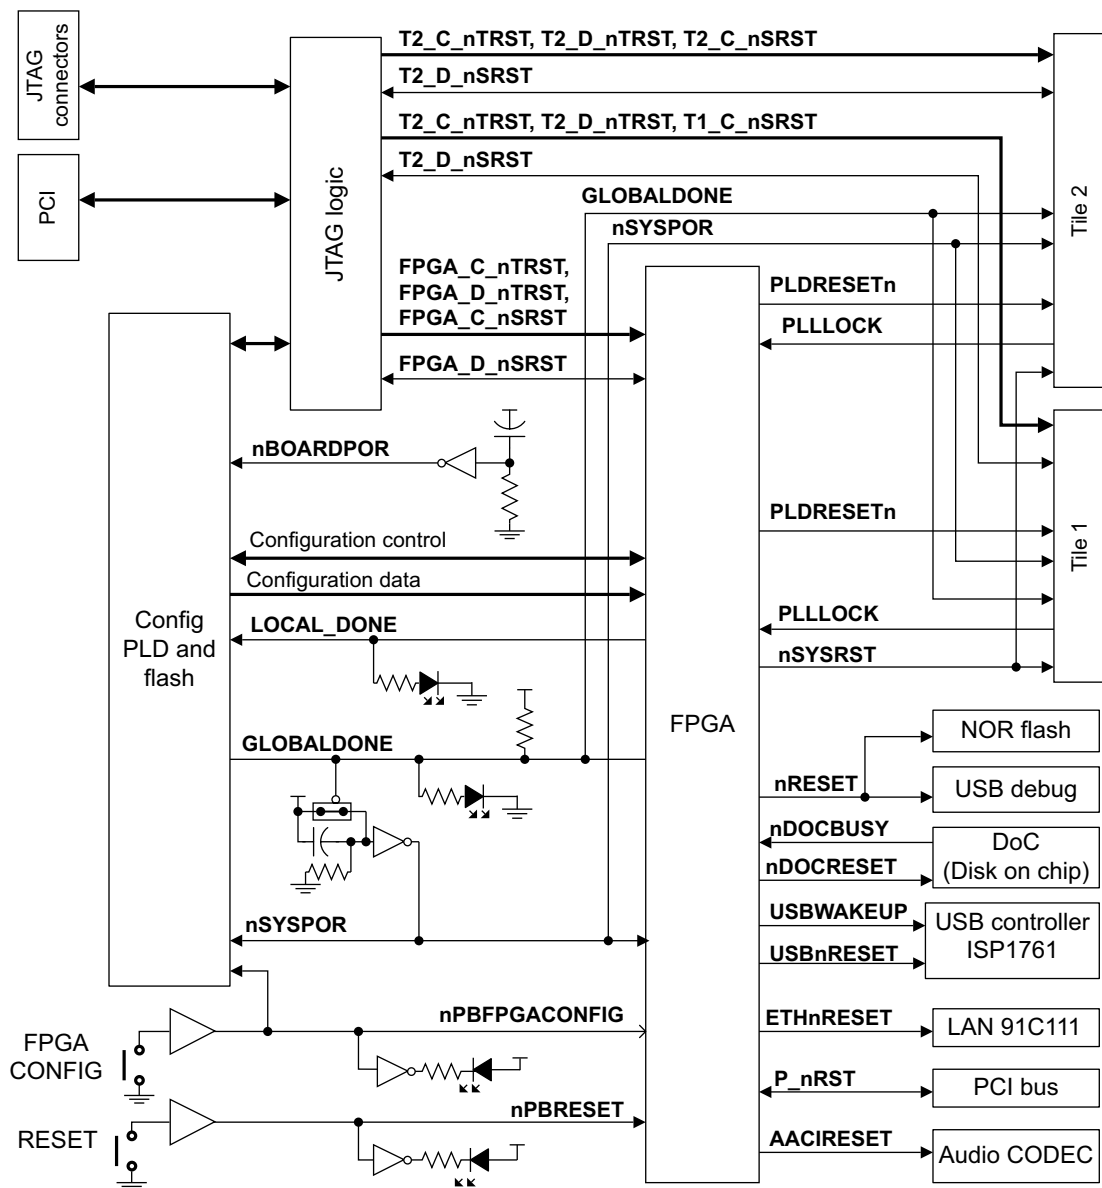 JTAG
connectors
PCI
JTAG logic
T2_C_nTRST, T2_D_nTRST, T2_C_nSRST
T2_D_nSRST
T2_C_nTRST, T2_D_nTRST, T1_C_nSRST
T2_D_nSRST
GLOBALDONE
nSYSPOR
Tile 2
FPGA_C_nTRST,
FPGA_D_nTRST,
FPGA_C_nSRST
FPGA_D_nSRST
PLDRESETn
PLLLOCK
nBOARDPOR
Configuration control
Configuration data
LOCAL_DONE
Config
PLD and
flash
GLOBALDONE
nSYSPOR
FPGA
PLDRESETn
PLLLOCK
nSYSRST
Tile 1
nRESET
NOR flash
USB debug
nDOCBUSY
nDOCRESET
DoC
(Disk on chip)
USBWAKEUP
USBnRESET
USB controller
ISP1761
FPGA
CONFIG
nPBFPGACONFIG
ETHnRESET
LAN 91C111
P_nRST
PCI bus
RESET
nPBRESET
AACIRESET
Audio CODEC